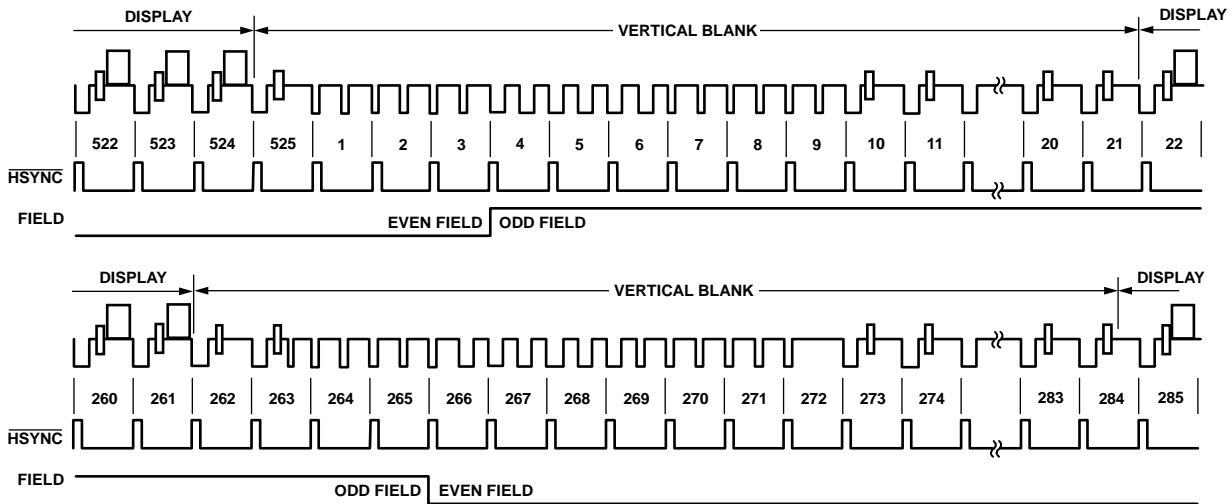 DISPLAY VERTICAL BLANK DISPLAY
522 523 524 525 1 2 3 4 5 6 7 8 9 10 11 20 21 22
HSYNC
FIELD EVEN FIELD ODD FIELD
DISPLAY VERTICAL BLANK DISPLAY
260 261 262 263 264 265 266 267 268 269 270 271 272 273 274 283 284 285
HSYNC
FIELD ODD FIELD EVEN FIELD